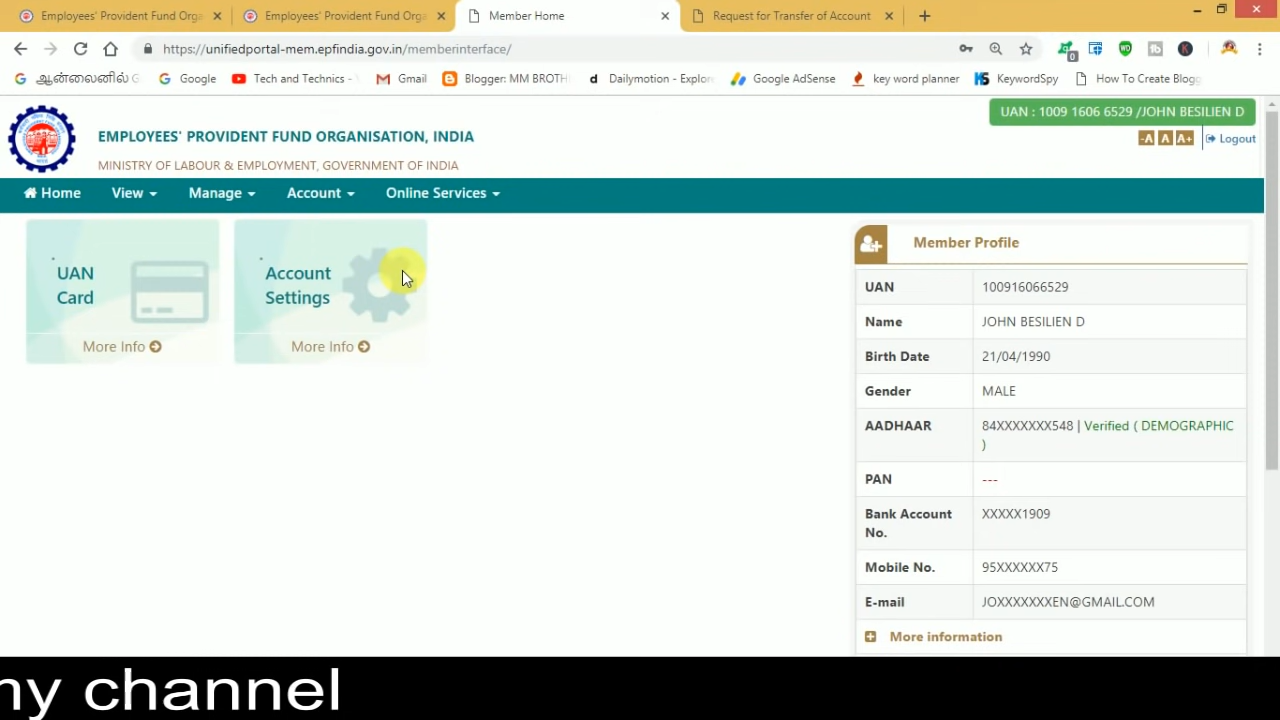 Employees' Provident Fund Orga
Employees' Provident Fund Orga
Member Home
Request for Transfer of Account
https://unifiedportal-mem.epfindia.gov.in/memberinterface/
ஆன்லைனில் G
Google
Tech and Technics -
Gmail
Blogger: MM BROTH
Dailymotion - Explor
Google AdSense
key word planner
KeywordSpy
How To Create Blogg
UAN : 1009 1606 6529 /JOHN BESILIEN D
EMPLOYEES' PROVIDENT FUND ORGANISATION, INDIA
-A A A+ Logout
MINISTRY OF LABOUR & EMPLOYMENT, GOVERNMENT OF INDIA
Home View Manage Account Online Services
UAN
Card
More Info
Account
Settings
More Info
Member Profile
UAN 100916066529
Name JOHN BESILIEN D
Birth Date 21/04/1990
Gender MALE
AADHAAR 84XXXXXXX548 | Verified ( DEMOGRAPHIC
)
PAN ---
Bank Account
No. XXXXX1909
Mobile No. 95XXXXXX75
E-mail JOXXXXXXXEN@GMAIL.COM
More information
ny channel